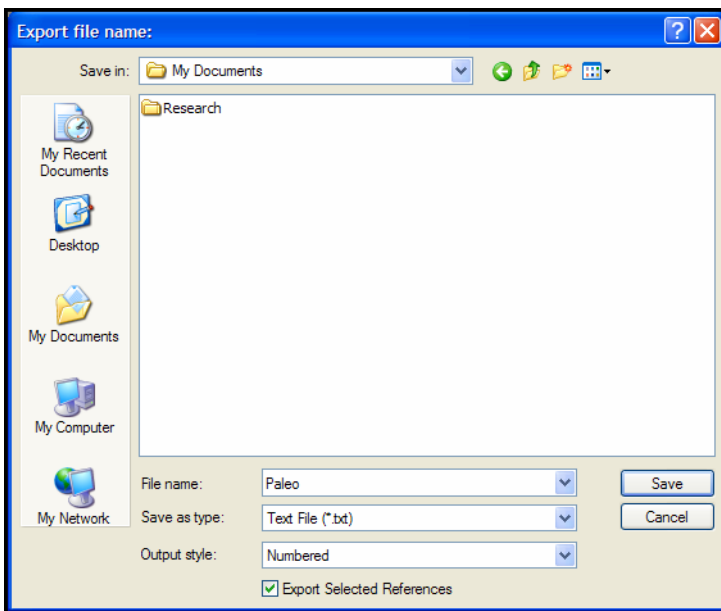 Export file name:
Save in: My Documents
Research
My Recent
Documents
Desktop
My Documents
My Computer
My Network
File name: Paleo Save
Save as type: Text File (*.txt) Cancel
Output style: Numbered
Export Selected References